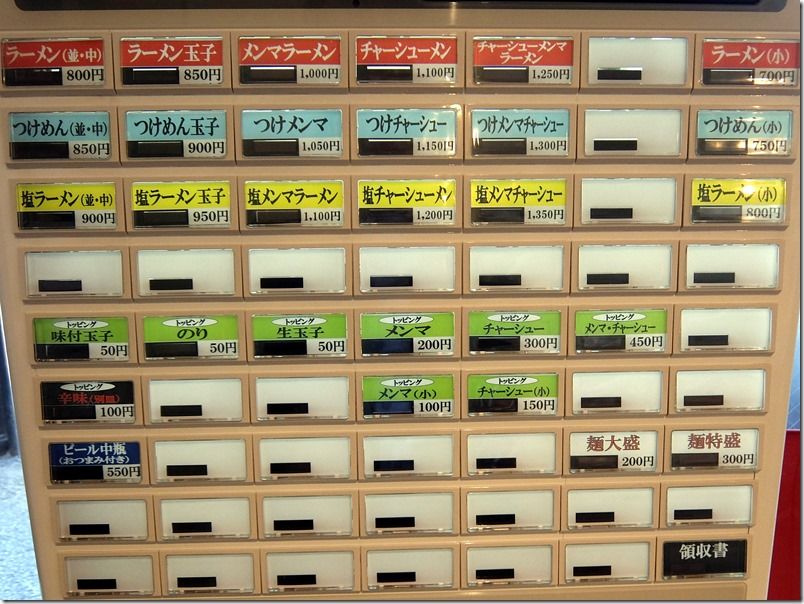 ラーメン(並・中)
800円
ラーメン玉子
850円
メンマラーメン
1,000円
チャーシューメン
1,100円
チャーシューメンマ
ラーメン
1,250円
ラーメン(小)
700円
つけめん(並・中)
850円
つけめん玉子
900円
つけメンマ
1,050円
つけチャーシュー
1,150円
つけメンマチャーシュー
1,300円
つけめん(小)
750円
塩ラーメン(並・中)
900円
塩ラーメン玉子
950円
塩メンマラーメン
1,100円
塩チャーシューメン
1,200円
塩メンマチャーシュー
1,350円
塩ラーメン(小)
800円
トッピング
味付玉子
50円
トッピング
のり
50円
トッピング
生玉子
50円
トッピング
メンマ
200円
トッピング
チャーシュー
300円
トッピング
メンマ・チャーシュー
450円
トッピング
辛味(別皿)
100円
トッピング
メンマ(小)
100円
トッピング
チャーシュー(小)
150円
ビール中瓶
(おつまみ付き)
550円
麺大盛
200円
麺特盛
300円
領収書